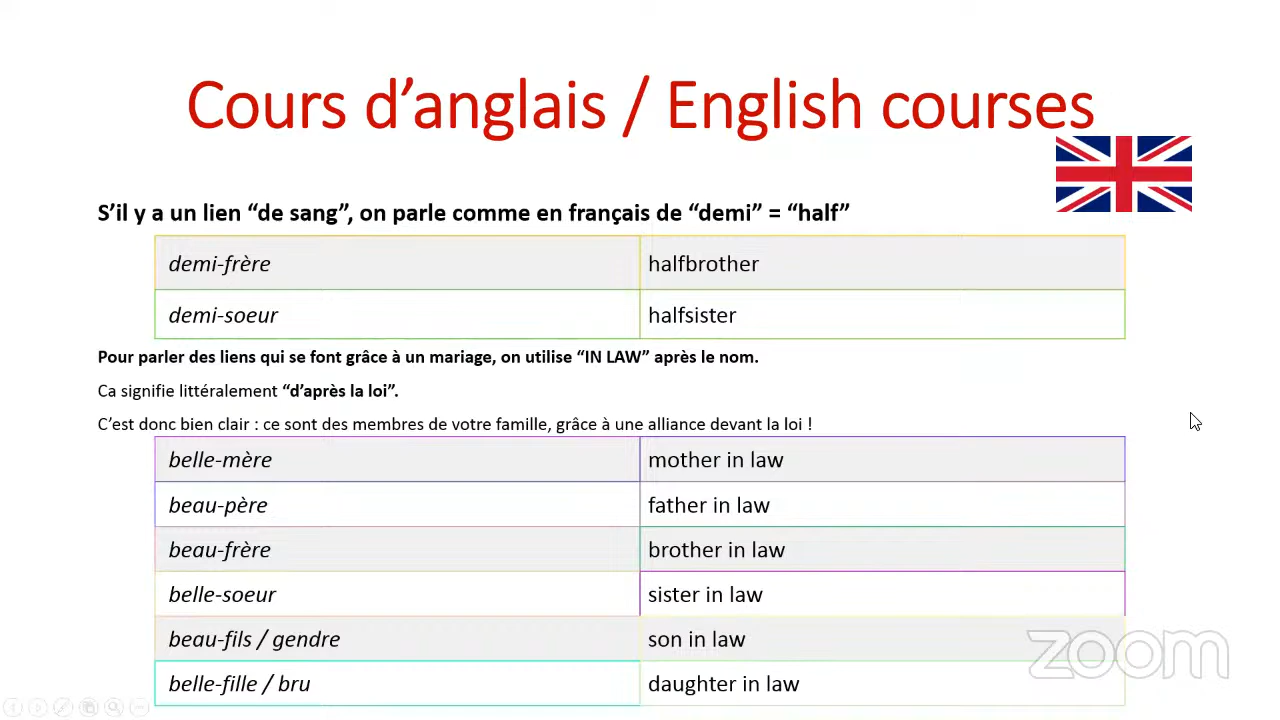 Cours d’anglais / English courses
S’il y a un lien “de sang”, on parle comme en français de “demi” = “half”
demi-frère halfbrother
demi-soeur halfsister
Pour parler des liens qui se font grâce à un mariage, on utilise “IN LAW” après le nom.
Ca signifie littéralement “d’après la loi”.
C’est donc bien clair : ce sont des membres de votre famille, grâce à une alliance devant la loi !
belle-mère mother in law
beau-père father in law
beau-frère brother in law
belle-soeur sister in law
beau-fils / gendre son in law
belle-fille / bru daughter in law
zoom